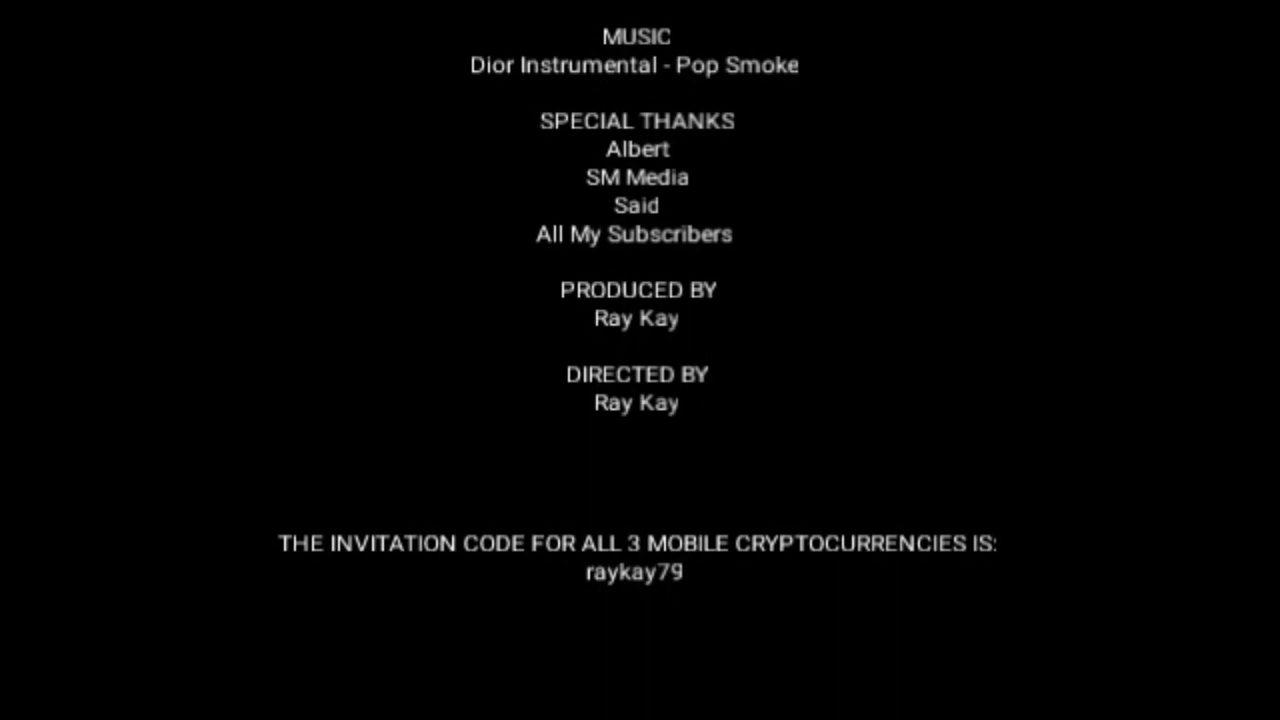 MUSIC
Dior Instrumental - Pop Smoke
SPECIAL THANKS
Albert
SM Media
Said
All My Subscribers
PRODUCED BY
Ray Kay
DIRECTED BY
Ray Kay
THE INVITATION CODE FOR ALL 3 MOBILE CRYPTOCURRENCIES IS:
raykay79